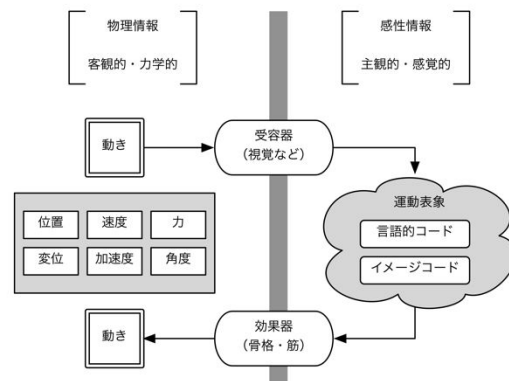 物理情報
客観的・力学的
感性情報
主観的・感覚的
動き
受容器
（視覚など）
位置
速度
力
変位
加速度
角度
運動表象
言語的コード
イメージコード
動き
効果器
（骨格・筋）